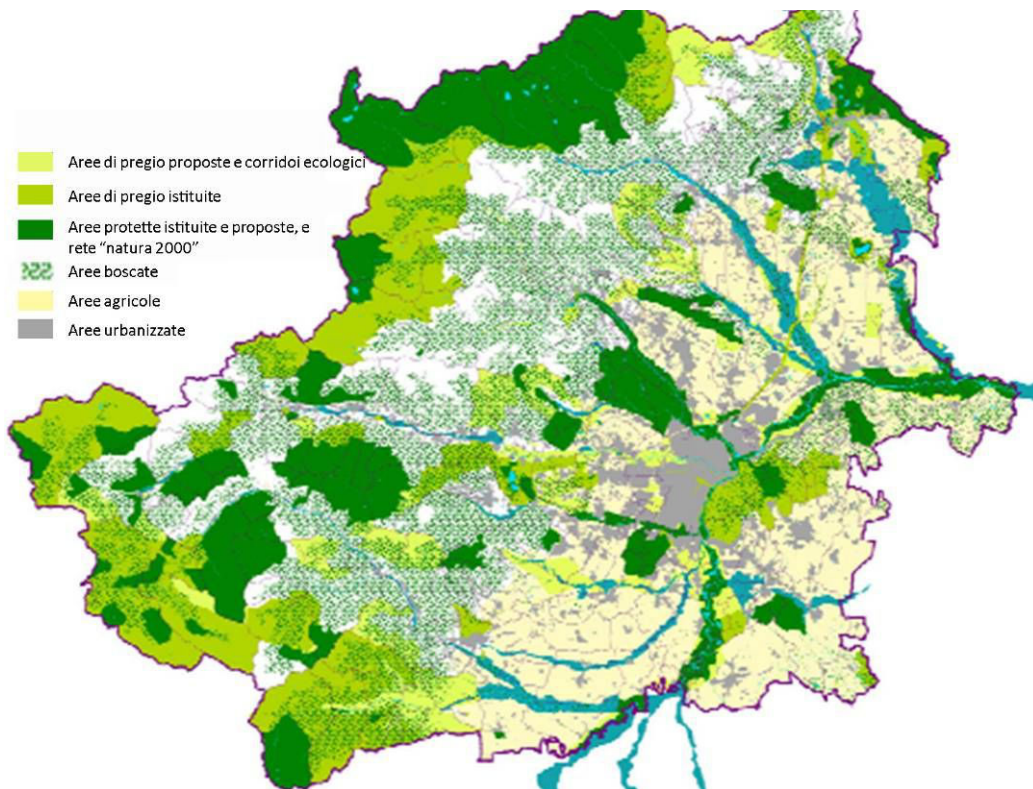 Aree di pregio proposte e corridoi ecologici
Aree di pregio istituite
Aree protette istituite e proposte, e
rete “natura 2000”
Aree boscate
Aree agricole
Aree urbanizzate